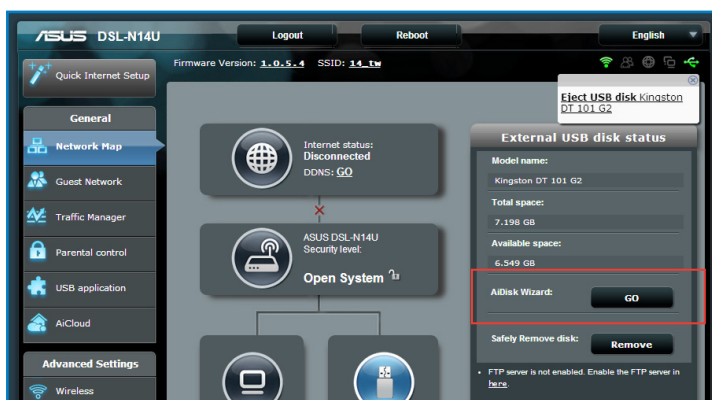 ASUS DSL-N14U
Logout
Reboot
English
Quick Internet Setup
Firmware Version: 1.0.5.4 SSID: 14_tw
Eject USB disk Kingston
DT 101 G2
General
Network Map
Guest Network
Traffic Manager
Parental control
USB application
AiCloud
Advanced Settings
Wireless
Internet status:
Disconnected
DDNS: GO
ASUS DSL-N14U
Security level:
Open System
External USB disk status
Model name:
Kingston DT 101 G2
Total space:
7.198 GB
Available space:
6.549 GB
AiDisk Wizard:
GO
Safely Remove disk:
Remove
• FTP server is not enabled. Enable the FTP server in
here.